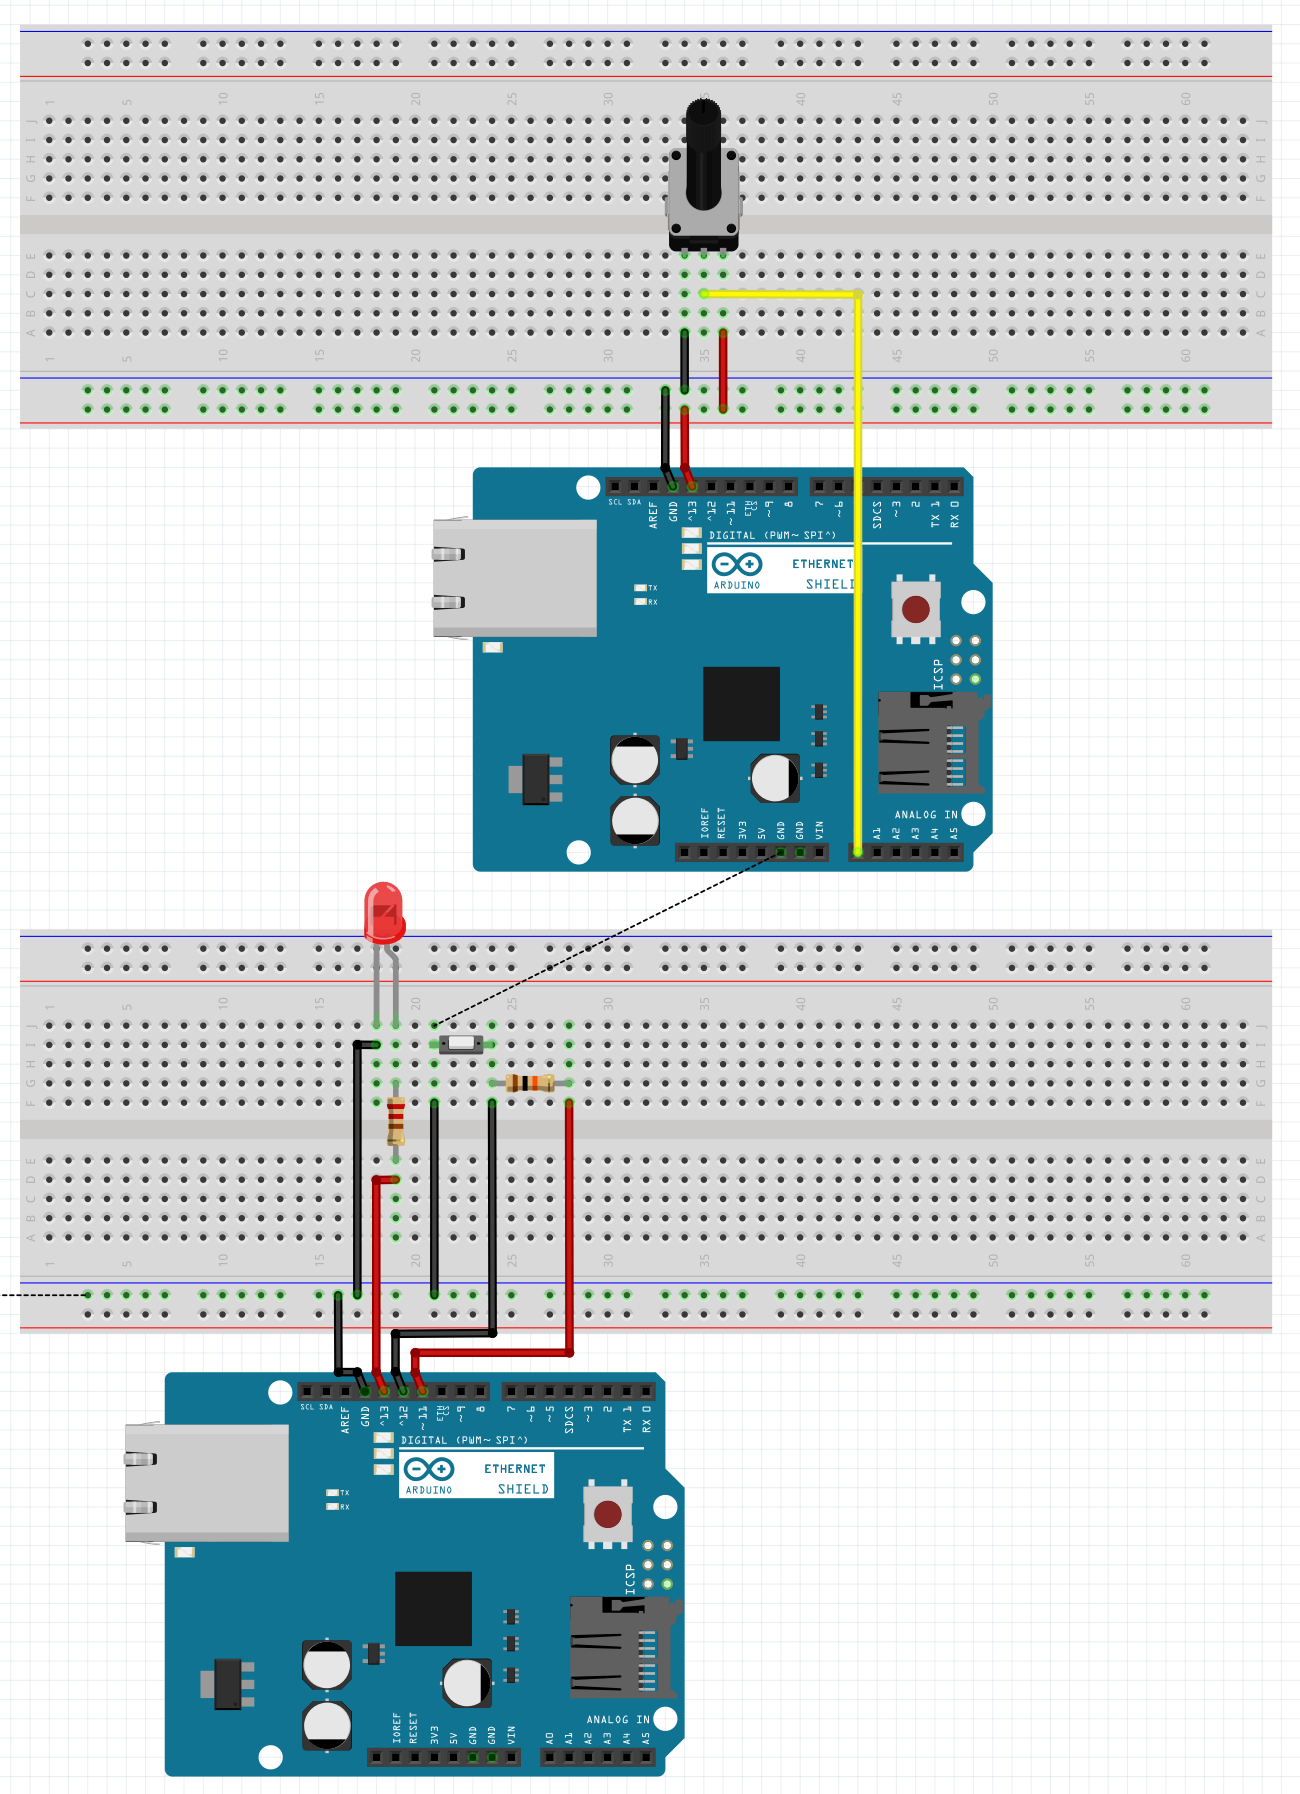 1 5 10 15 20 25 30 35 40 45 50 55 60
J J
I I
H H
G G
F F
E E
D D
C C
B B
A A
1 5 10 15 20 25 30 35 40 45 50 55 60
SCL SDA AREF GND ^13 ^12 ~11 ETH CS ~9 8 7 ~6 SDCS ~3 2 TX 1 RX 0
DIGITAL (PWM~ SPI^)
ETHERNET
ARDUINO SHIELD
TX
RX
ICSP
ANALOG IN
IOREF RESET 3V3 5V GND GND VIN A1 A2 A3 A4 A5
1 5 10 15 20 25 30 35 40 45 50 55 60
J J
I I
H H
G G
F F
E E
D D
C C
B B
A A
1 5 10 15 20 25 30 35 40 45 50 55 60
SCL SDA AREF GND ^13 ^12 ~11 ETH CS ~9 8 7 ~6 ~5 SDCS ~3 2 TX 1 RX 0
DIGITAL (PWM~ SPI^)
ETHERNET
ARDUINO SHIELD
TX
RX
ICSP
ANALOG IN
IOREF RESET 3V3 5V GND GND VIN A0 A1 A2 A3 A4 A5